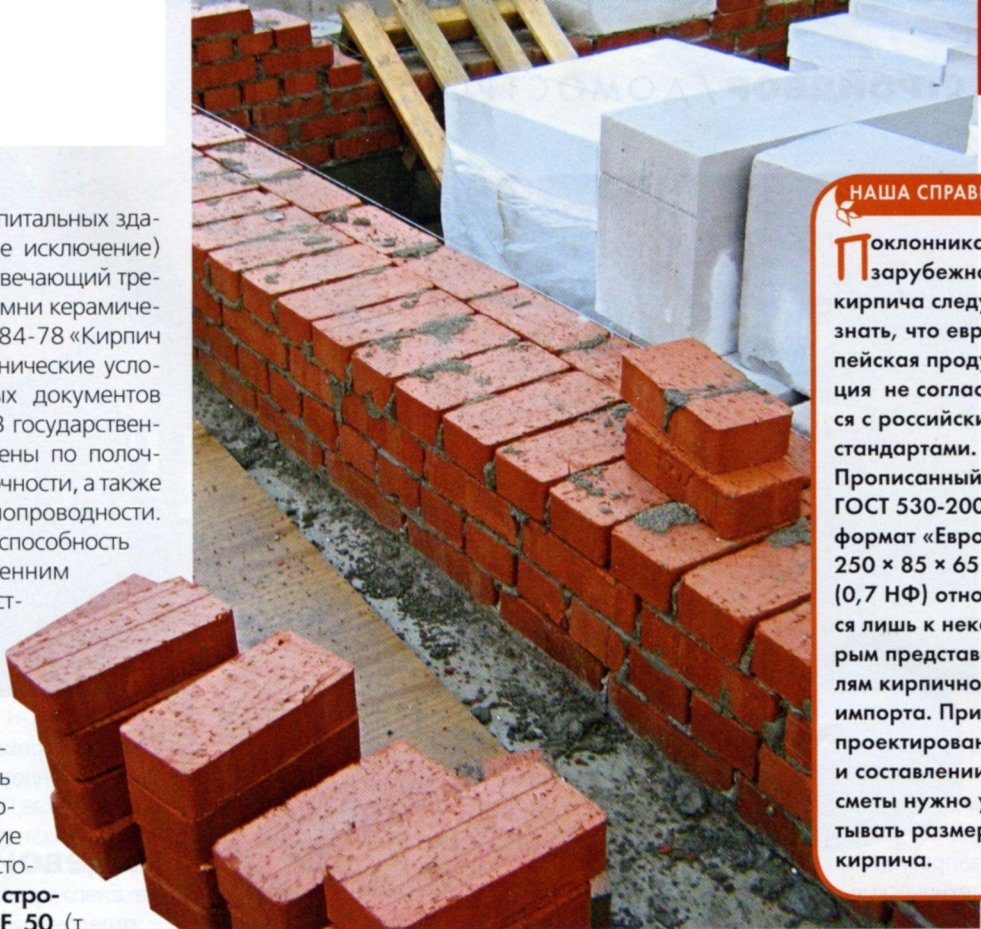 питальных зда-
е исключение)
вечающий тре-
мни керамиче-
84-78 «Кирпич
нические усло-
ых документов
В государствен-
ены по полоч-
чности, а также
лопроводности.
способность
енним
ст-
ь
ие
сто-
стро-
F 50 (т
НАША СПРАВ
Поклонника
зарубежно
кирпича следу
знать, что евр
пейская проду
ция не соглас
ся с российски
стандартами.
Прописанный
ГОСТ 530-200
формат «Евро
250 × 85 × 65
(0,7 НФ) отно
ся лишь к неко
рым представ
лям кирпично
импорта. При
проектирован
и составлении
сметы нужно у
тывать размер
кирпича.